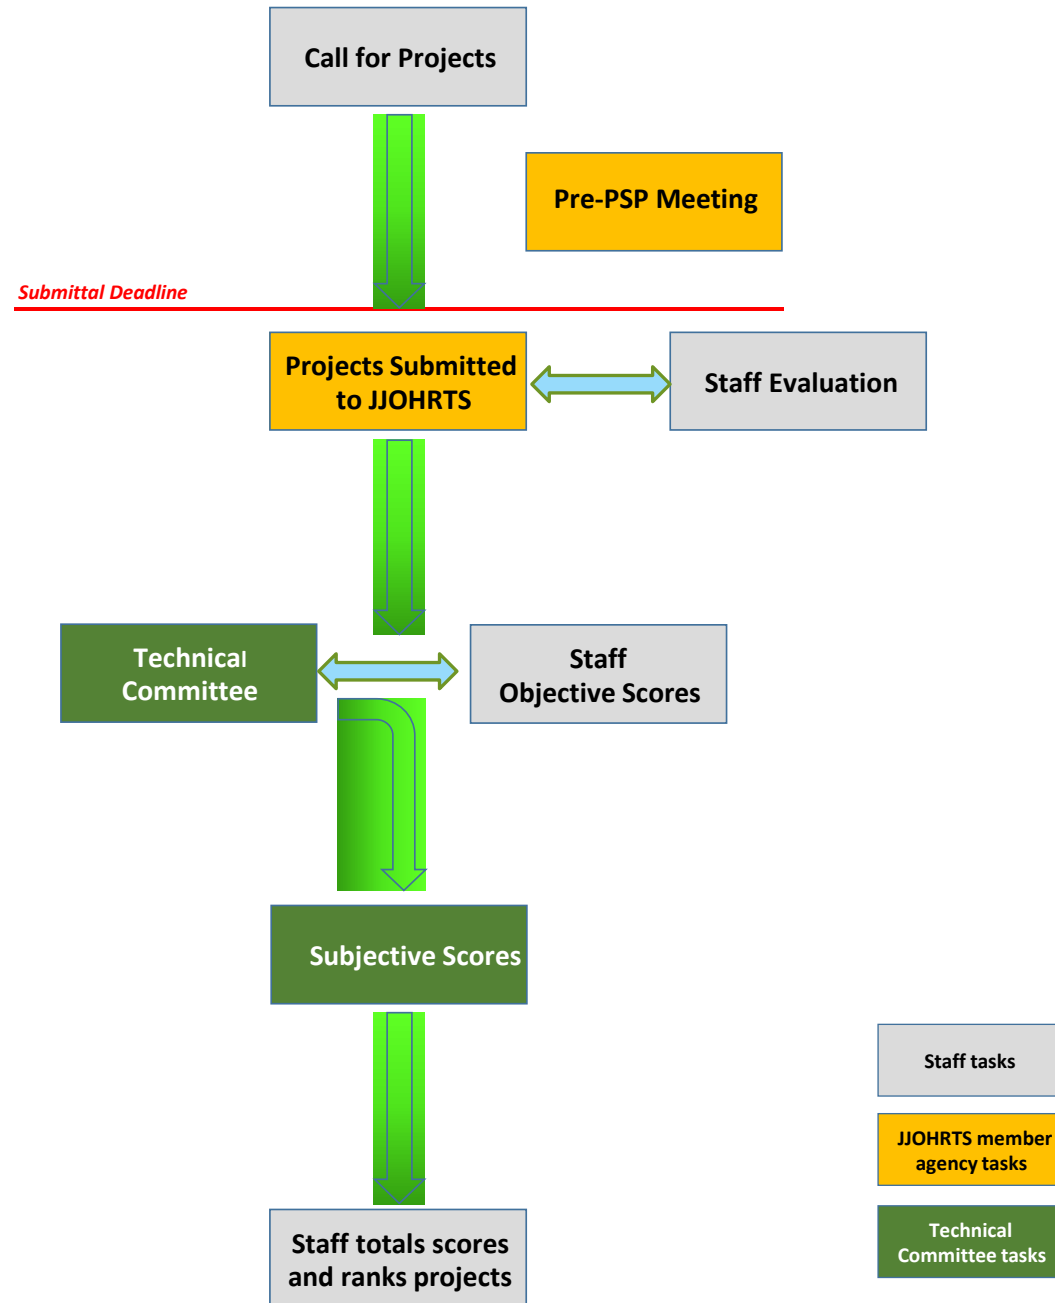 Call for Projects
Pre-PSP Meeting
Submittal Deadline
Projects Submitted
to JJOHRTS
Staff Evaluation
Technical
Committee
Staff
Objective Scores
Subjective Scores
Staff tasks
JJOHRTS member
agency tasks
Technical
Committee tasks
Staff totals scores
and ranks projects